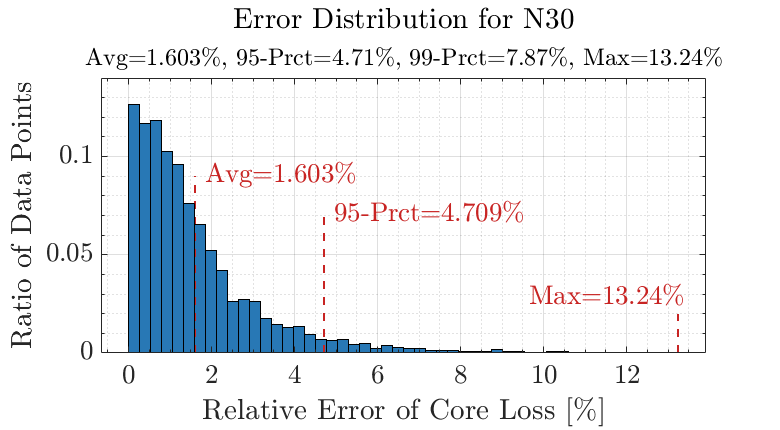 Error Distribution for N30
Avg=1.603%, 95-Prct=4.71%, 99-Prct=7.87%, Max=13.24%
Ratio of Data Points
0.1
0.05
0
Avg=1.603%
95-Prct=4.709%
Max=13.24%
0 2 4 6 8 10 12
Relative Error of Core Loss [%]